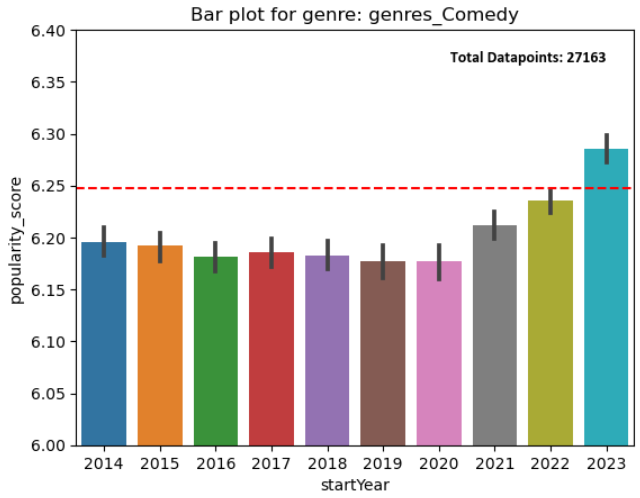 Bar plot for genre: genres_Comedy
Total Datapoints: 27163
popularity_score
6.40
6.35
6.30
6.25
6.20
6.15
6.10
6.05
6.00
2014 2015 2016 2017 2018 2019 2020 2021 2022 2023
startYear